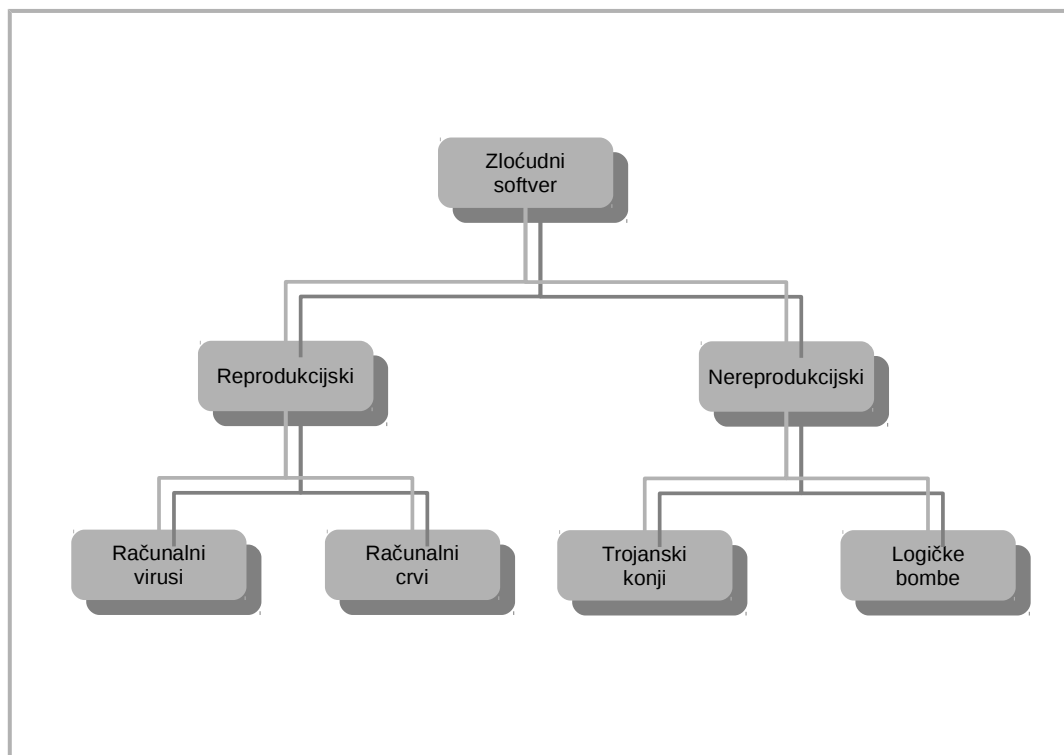 Zloćudni
softver
Reprodukcijski
Nereprodukcijski
Računalni
virusi
Računalni
crvi
Trojanski
konji
Logičke
bombe